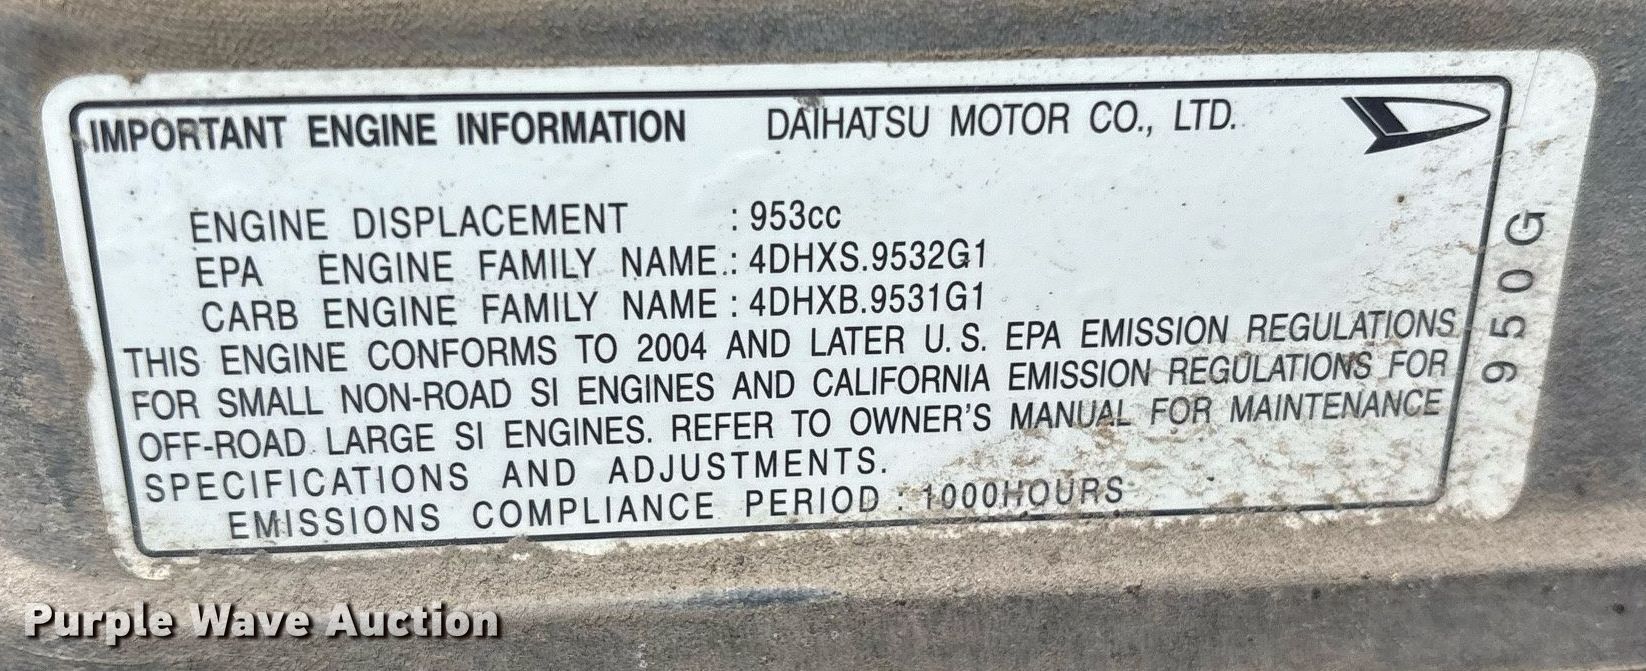 IMPORTANT ENGINE INFORMATION DAIHATSU MOTOR CO., LTD.
ENGINE DISPLACEMENT : 953cc
EPA ENGINE FAMILY NAME : 4DHXS.9532G1
CARB ENGINE FAMILY NAME : 4DHXB.9531G1
THIS ENGINE CONFORMS TO 2004 AND LATER U.S. EPA EMISSION REGULATIONS
FOR SMALL NON-ROAD SI ENGINES AND CALIFORNIA EMISSION REGULATIONS FOR
OFF-ROAD LARGE SI ENGINES. REFER TO OWNER'S MANUAL FOR MAINTENANCE
SPECIFICATIONS AND ADJUSTMENTS.
EMISSIONS COMPLIANCE PERIOD : 1000HOURS
950G
Purple Wave Auction